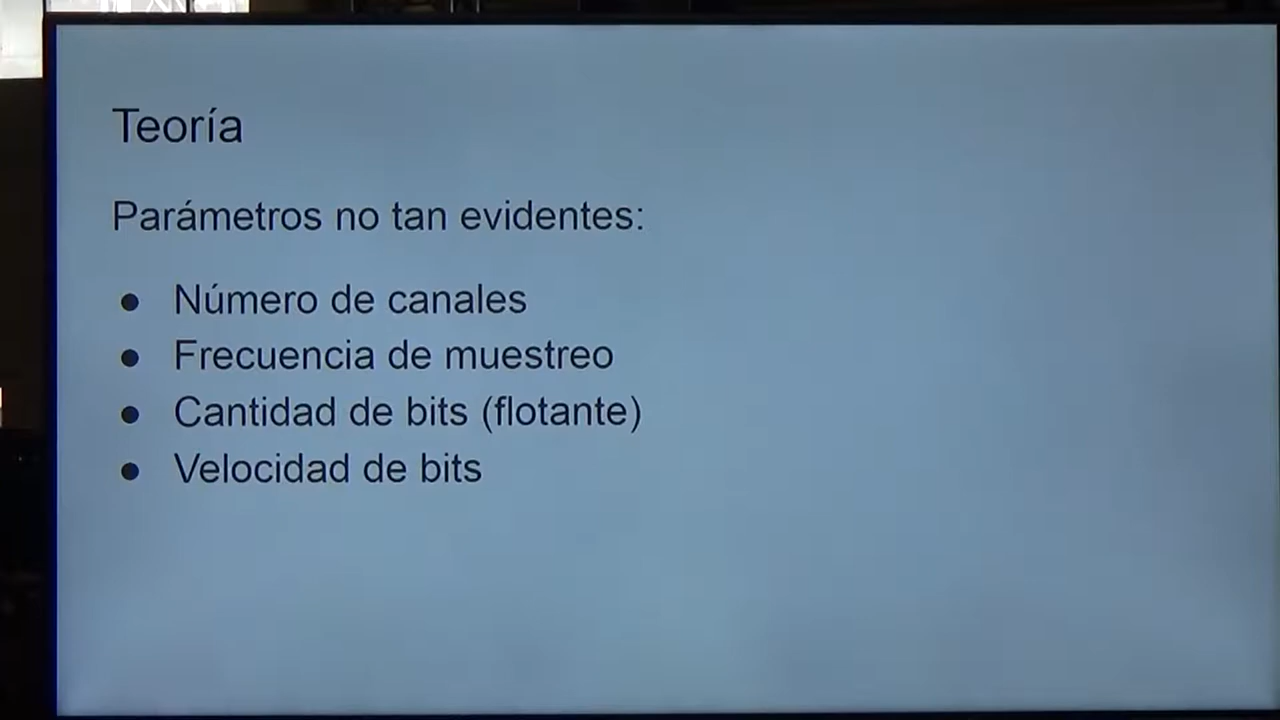 Teoría
Parámetros no tan evidentes:
● Número de canales
● Frecuencia de muestreo
● Cantidad de bits (flotante)
● Velocidad de bits